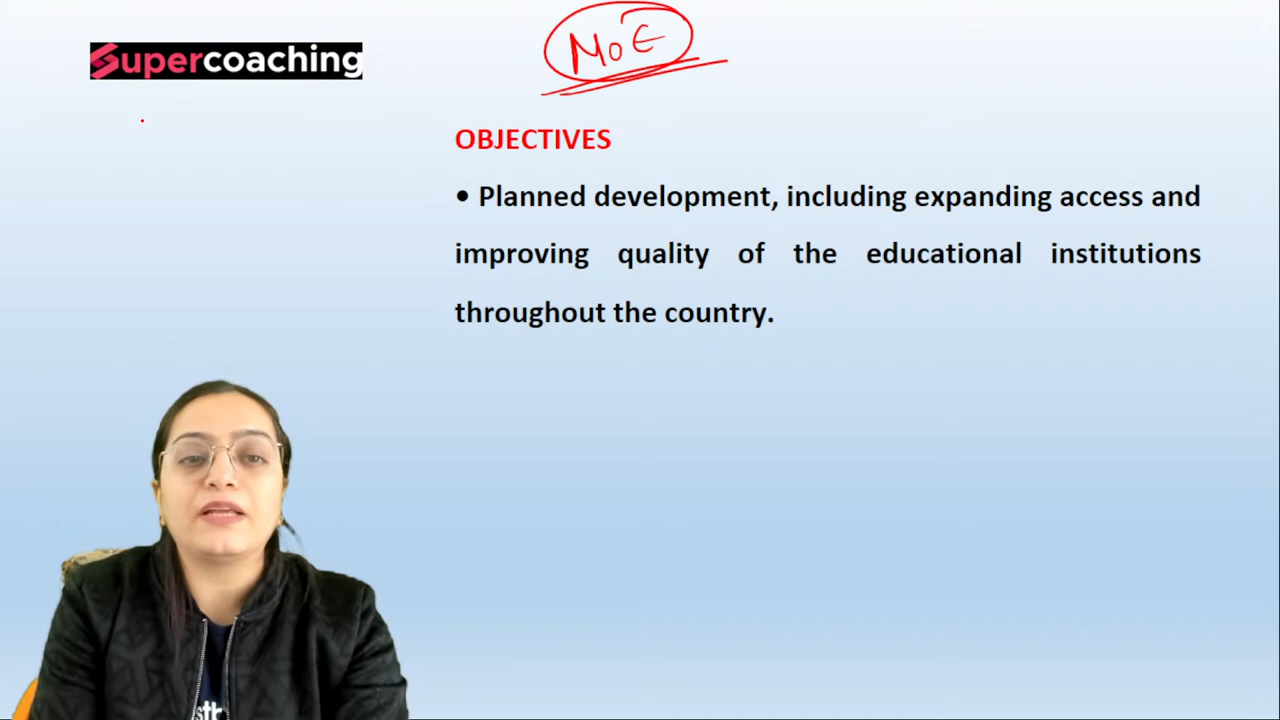 MoE
Supercoaching
OBJECTIVES
• Planned development, including expanding access and
improving quality of the educational institutions
throughout the country.